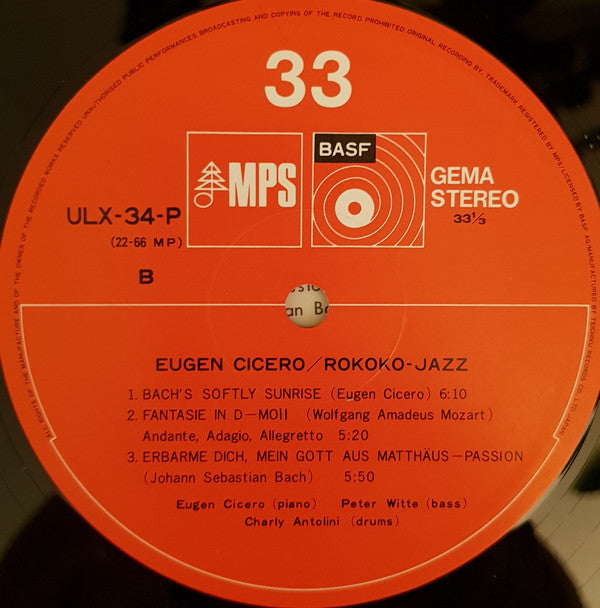 ALL RIGHTS OF THE MANUFACTURE AND OF THE OWNER OF THE RECORDED WORKS RESERVED, UNAUTHORISED PUBLIC PERFORMANCES, BROADCASTING AND COPYING OF THE RECORD PROHIBITED ORIGINAL RECORDING BY, TRADEMARK REGISTERED BY MPS/LICENSED BY BASF AG/MANUFACTURED BY TEICHIKU RECORDS CO. LTD. JAPAN
33
MPS
BASF
GEMA
STEREO
33⅓
ULX-34-P
(22-66 MP)
B
an Be
EUGEN CICERO/ROKOKO-JAZZ
1. BACH'S SOFTLY SUNRISE (Eugen Cicero) 6:10
2. FANTASIE IN D-MOll (Wolfgang Amadeus Mozart)
Andante, Adagio, Allegretto 5:20
3. ERBARME DICH, MEIN GOTT AUS MATTHÄUS-PASSION
(Johann Sebastian Bach) 5:50
Eugen Cicero (piano) Peter Witte (bass)
Charly Antolini (drums)